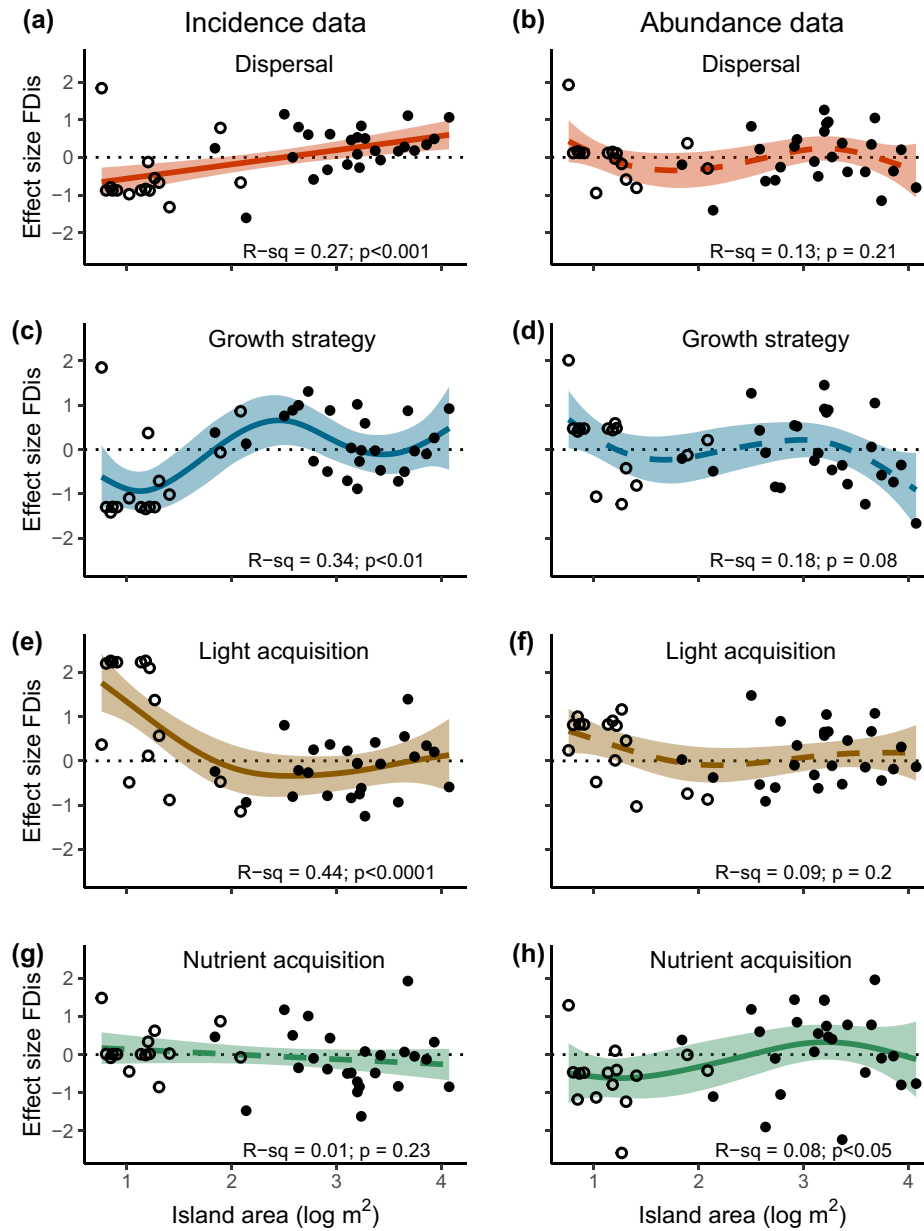 (a) Incidence data (b) Abundance data
Dispersal Dispersal
Effect size FDis
2
1
0
−1
−2
R−sq = 0.27; p<0.001 R−sq = 0.13; p = 0.21
(c) Growth strategy (d) Growth strategy
Effect size FDis
2
1
0
−1
−2
R−sq = 0.34; p<0.01 R−sq = 0.18; p = 0.08
(e) Light acquisition (f) Light acquisition
Effect size FDis
2
1
0
−1
−2
R−sq = 0.44; p<0.0001 R−sq = 0.09; p = 0.2
(g) Nutrient acquisition (h) Nutrient acquisition
Effect size FDis
2
1
0
−1
−2
R−sq = 0.01; p = 0.23 R−sq = 0.08; p<0.05
1 2 3 4 1 2 3 4
Island area (log m²) Island area (log m²)